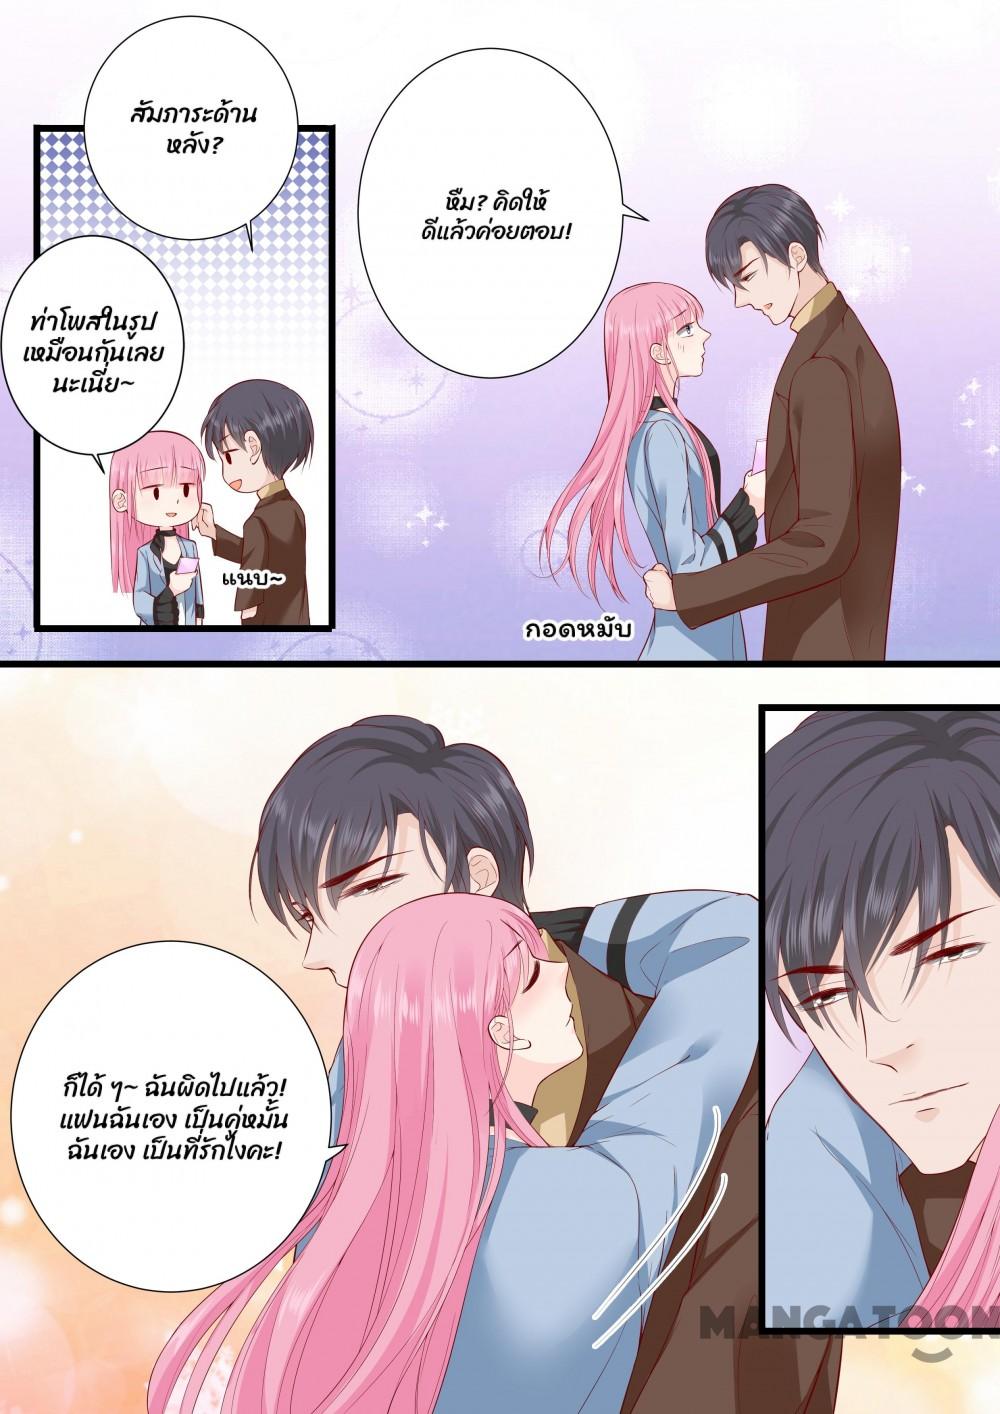 สัมภาระด้าน
หลัง?
ท่าโพสในรูป
เหมือนกันเลย
นะเนี่ย~
แนบ~
หืม? คิดให้
ดีแล้วค่อยตอบ!
กอดหมับ
ก็ได้ ๆ~ ฉันผิดไปแล้ว!
แฟนฉันเอง เป็นคู่หมั้น
ฉันเอง เป็นที่รักไงคะ!
MANGATOON